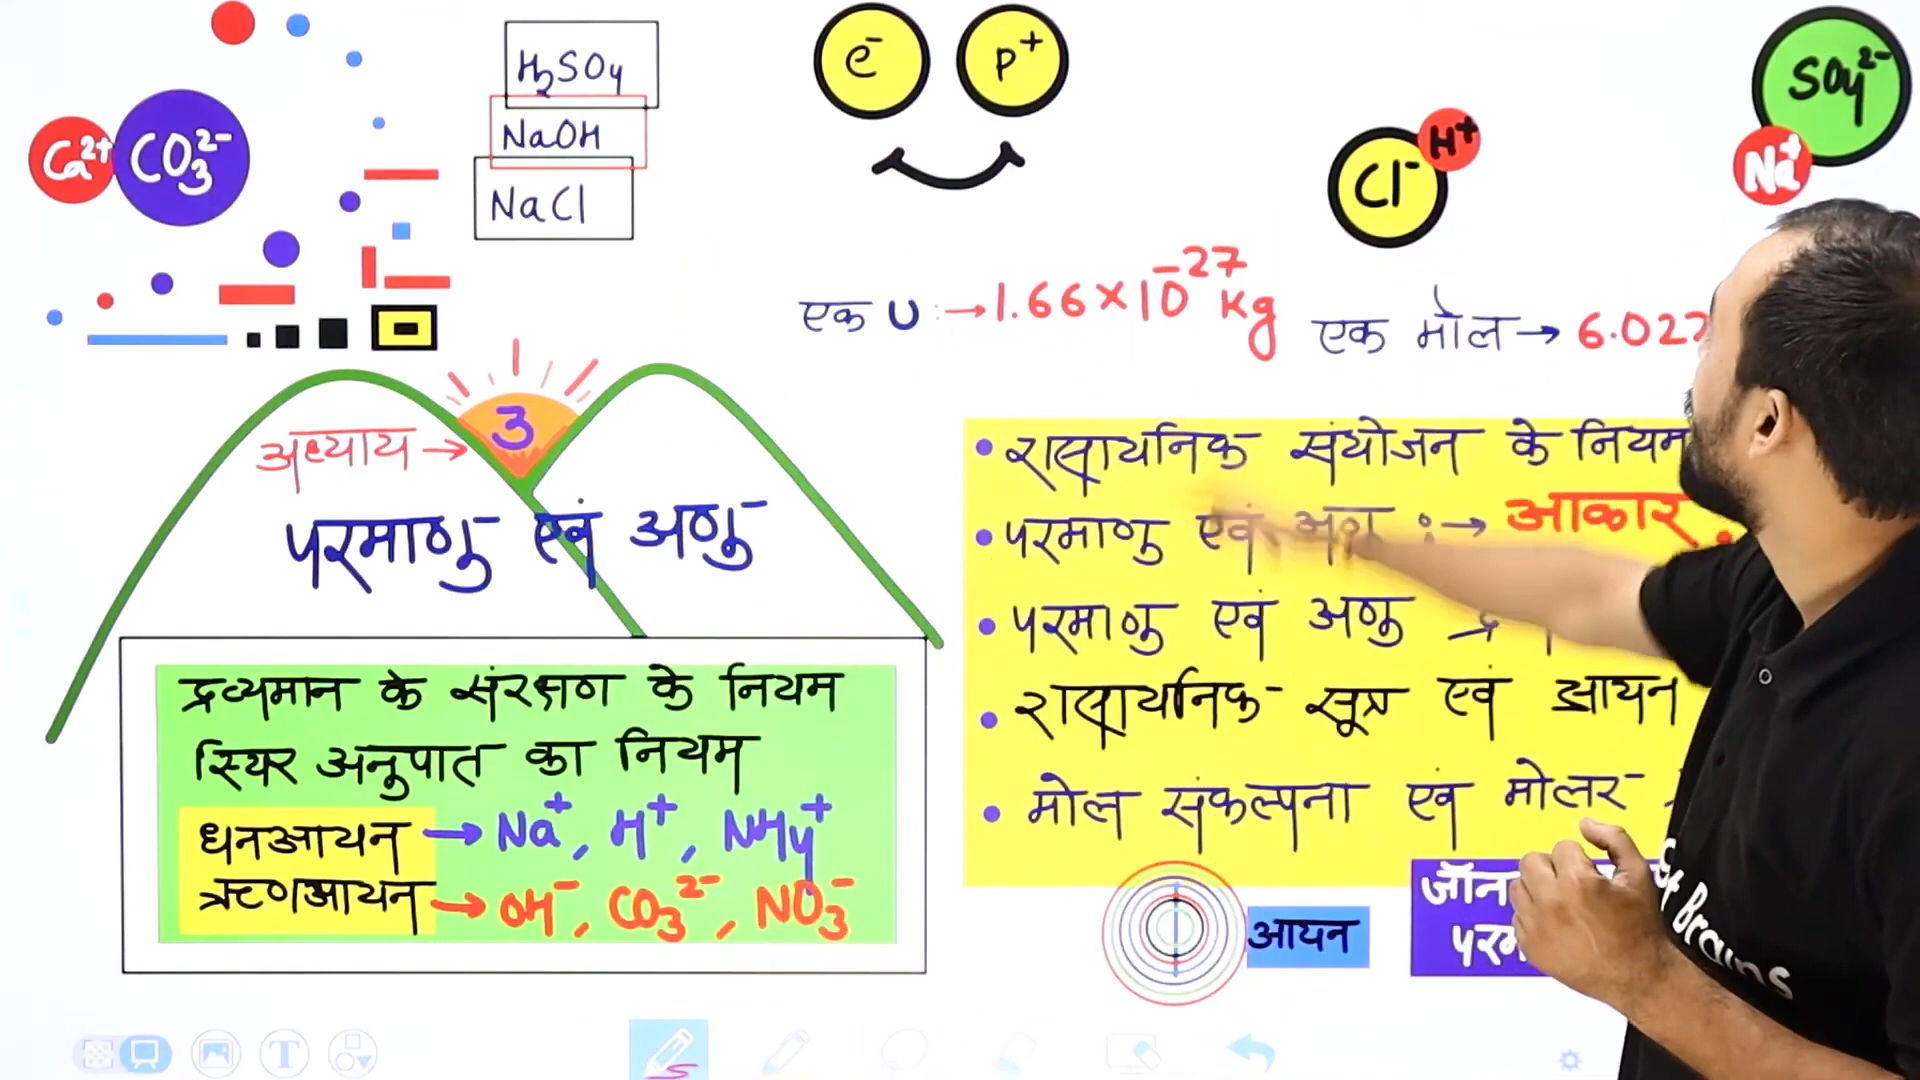 Ca²⁺ CO₃²⁻
H₂SO₄
NaOH
NaCl
e⁻ p⁺
Cl⁻ H⁺
SO₄²⁻
Na⁺
एक U :→ 1.66×10⁻²⁷ Kg
एक मोल → 6.022
अध्याय → 3
परमाणु एवं अणु
द्रव्यमान के संरक्षण के नियम
स्थिर अनुपात का नियम
धनआयन → Na⁺, H⁺, NH₄⁺
ऋणआयन → OH⁻, CO₃²⁻, NO₃⁻
• रासायनिक संयोजन के नियम
• परमाणु एवं अणु :→ आकार
• परमाणु एवं अणु
• रासायनिक सूत्र एवं आयन
• मोल संकल्पना एवं मोलर
आयन
Brains